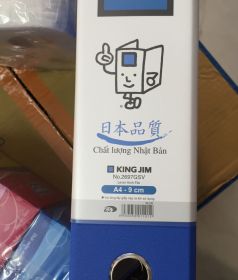 日本品質
Chất lượng Nhật Bản
KING JIM
No.2697GSV
A4 - 9 cm